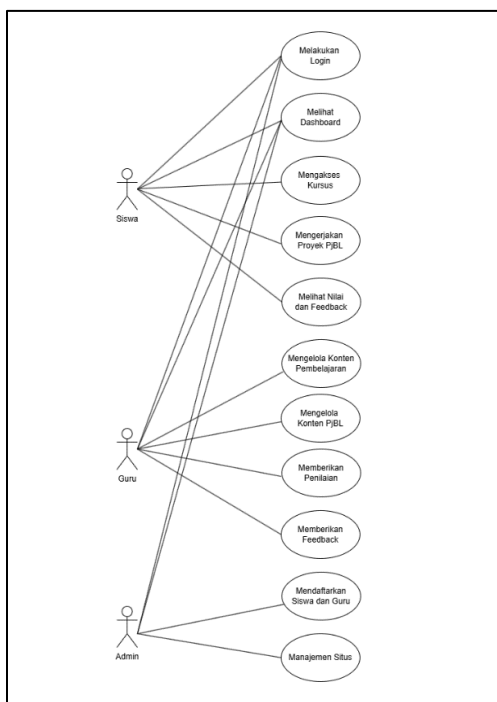 Melakukan
Login
Melihat
Dashboard
Mengakses
Kursus
Siswa
Mengerjakan
Proyek PjBL
Melihat Nilai
dan Feedback
Mengelola Konten
Pembelajaran
Mengelola
Konten PjBL
Guru
Memberikan
Penilaian
Memberikan
Feedback
Mendaftarkan
Siswa dan Guru
Admin
Manajemen Situs